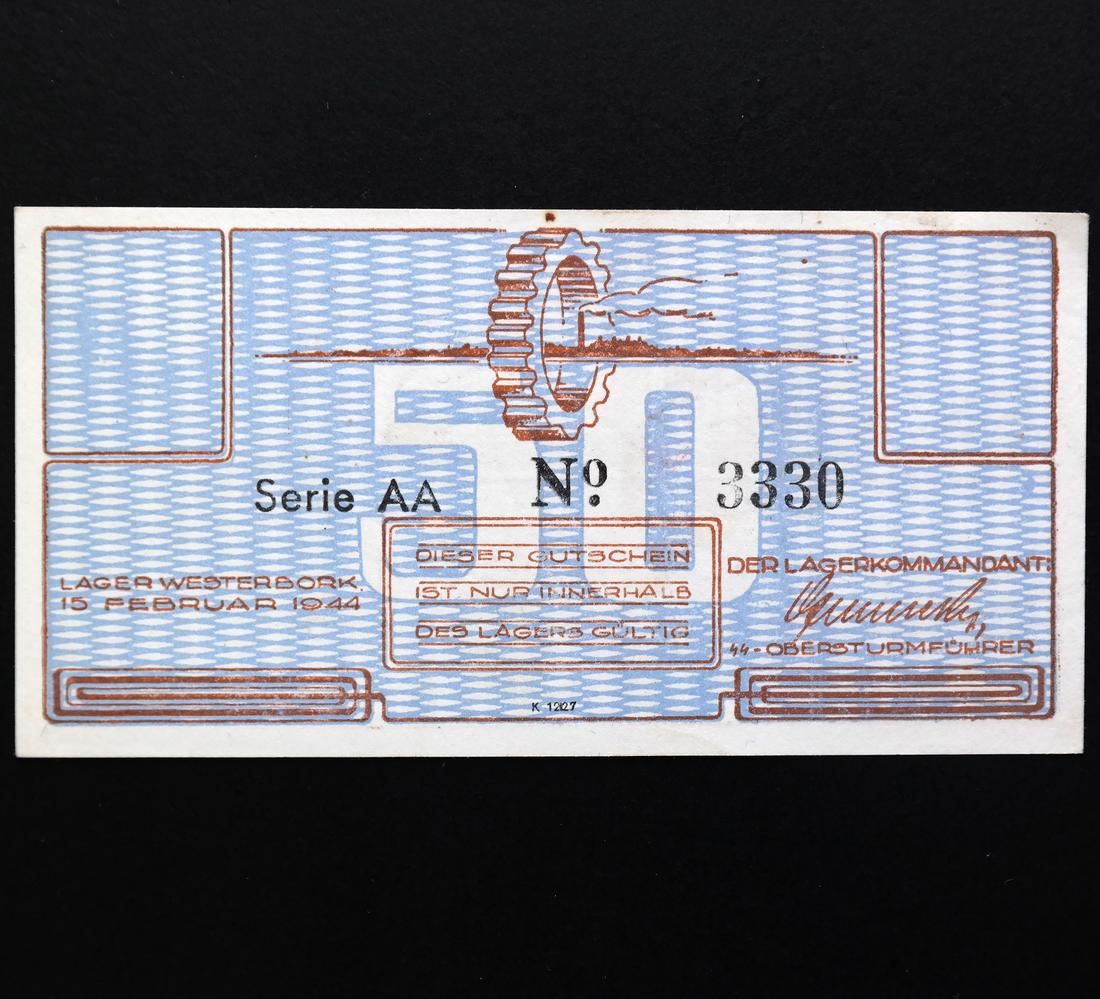 50
Serie AA Nº 3330
DIESER GUTSCHEIN
IST NUR INNERHALB
DES LAGERS GÜLTIG
LAGER WESTERBORK.
15 FEBRUAR 1944
DER LAGERKOMMANDANT:
SS-OBERSTURMFÜHRER
K 1227